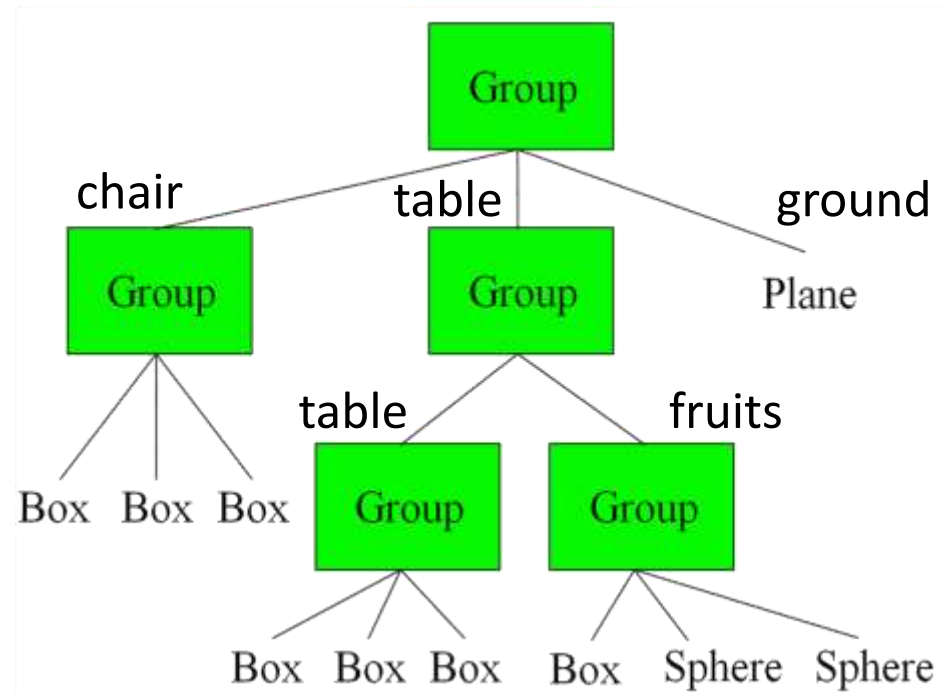 Group
chair table ground
Group Group Plane
table fruits
Box Box Box Group Group
Box Box Box Box Sphere Sphere